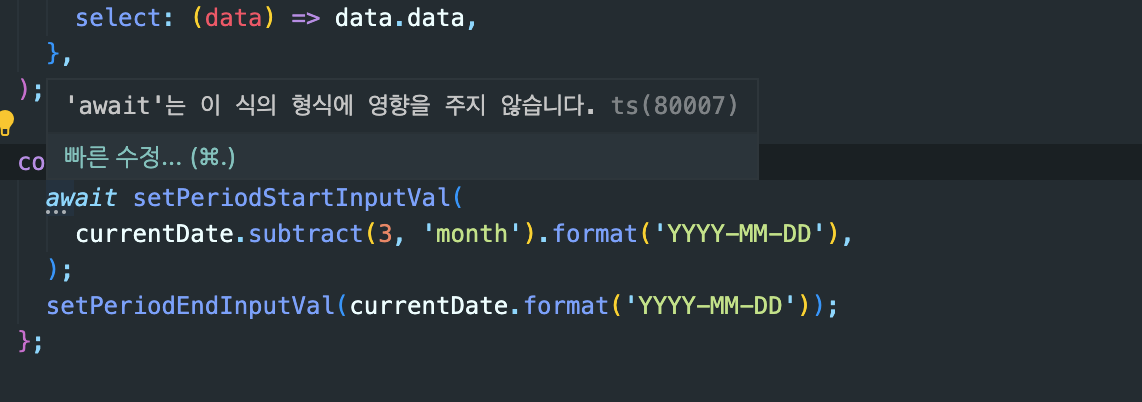 select: (data) => data.data,
},
);
'await'는 이 식의 형식에 영향을 주지 않습니다. ts(80007)
빠른 수정... (⌘.)
co
await setPeriodStartInputVal(
currentDate.subtract(3, 'month').format('YYYY-MM-DD'),
);
setPeriodEndInputVal(currentDate.format('YYYY-MM-DD'));
};